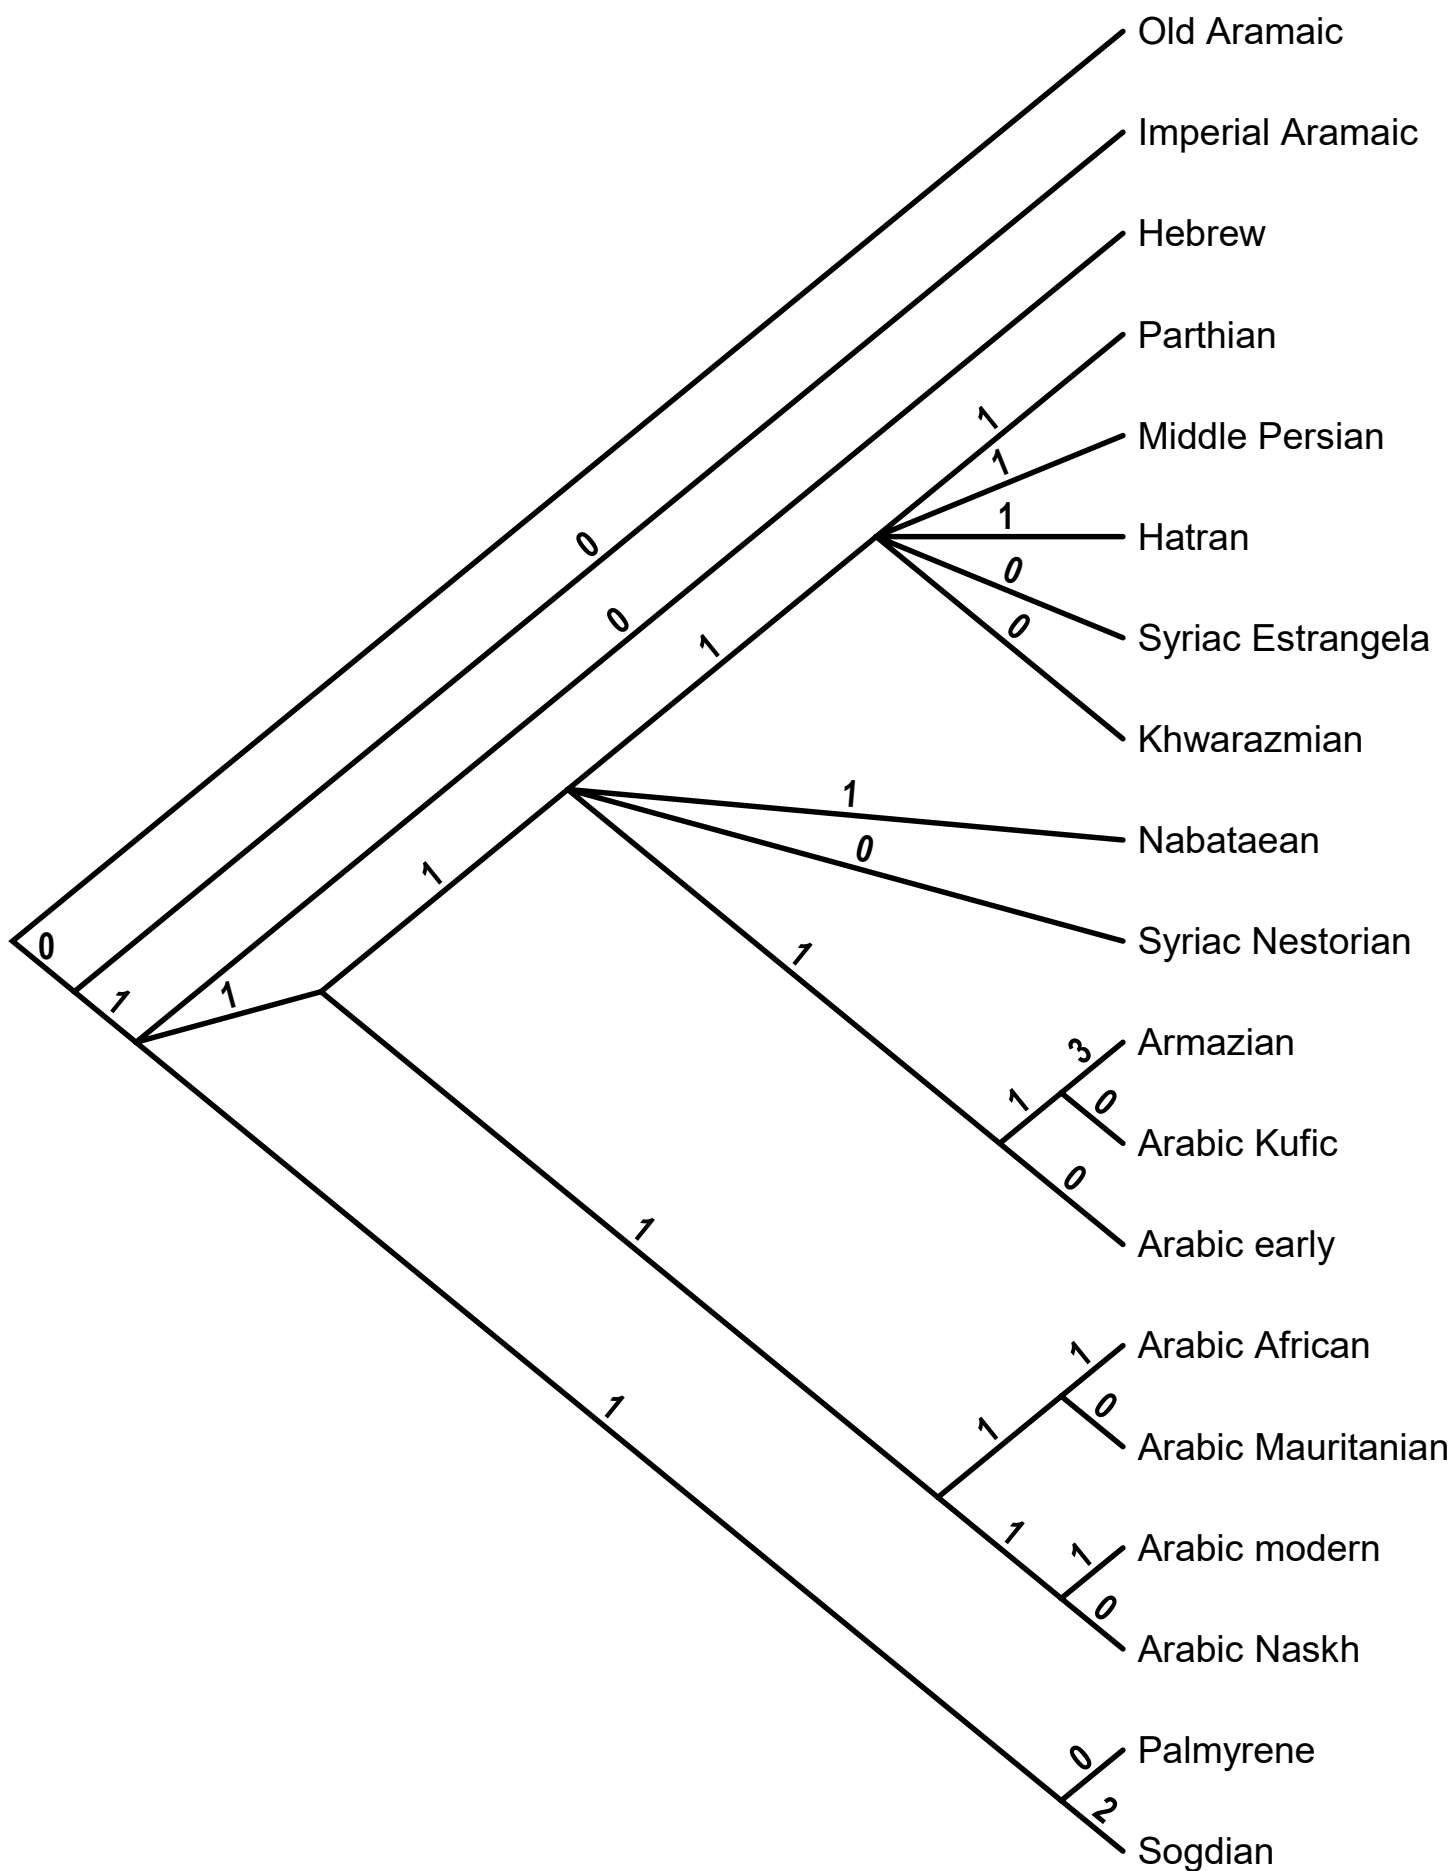 Old Aramaic
Imperial Aramaic
Hebrew
Parthian
1
Middle Persian
1
1
Hatran
0
0
Syriac Estrangela
0
0
1
Khwarazmian
1
Nabataean
0
1
Syriac Nestorian
0
1
1
1
Armazian
3
1
0
Arabic Kufic
0
Arabic early
1
Arabic African
1
0
1
1
Arabic Mauritanian
1
Arabic modern
1
0
Arabic Naskh
Palmyrene
0
2
Sogdian